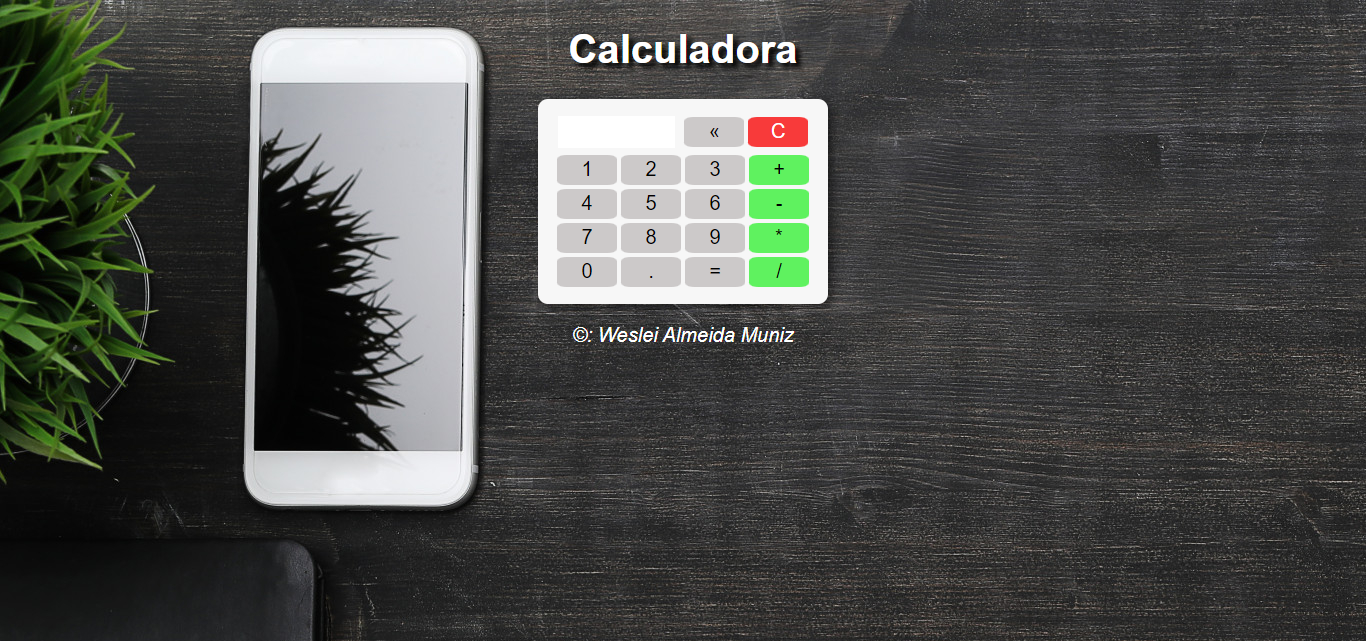 Calculadora
« C
1 2 3 +
4 5 6 -
7 8 9 *
0 . = /
©: Weslei Almeida Muniz